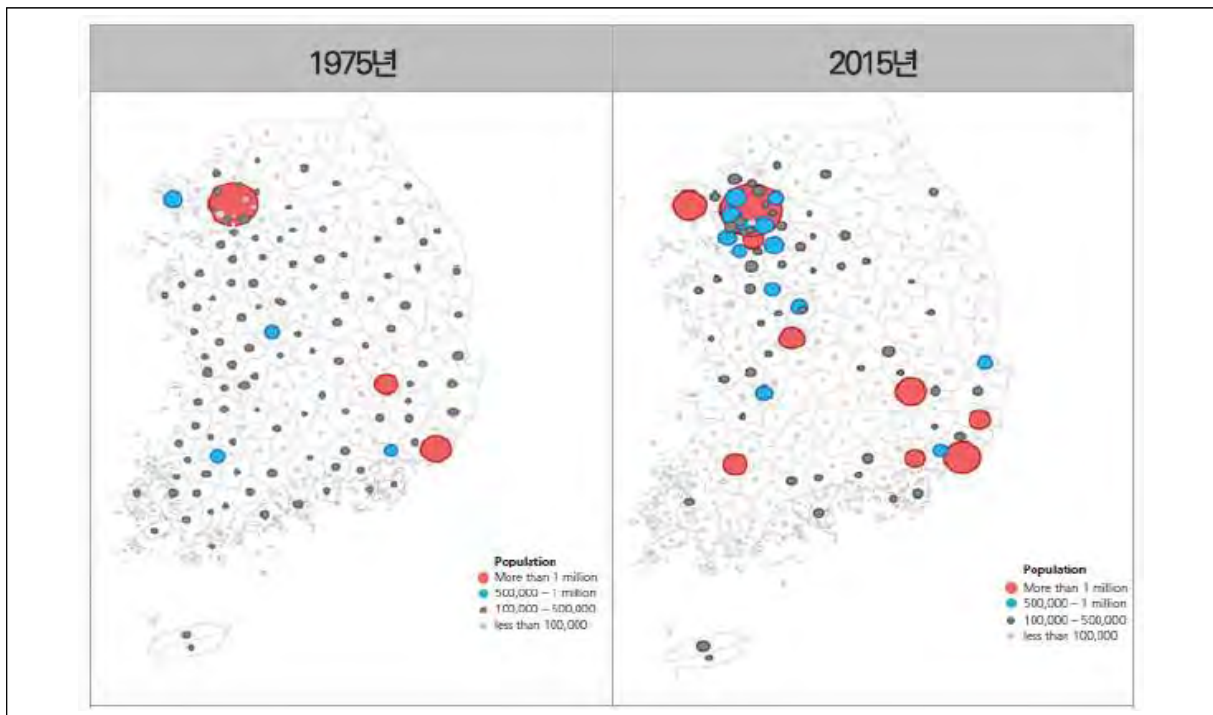 1975년
2015년
Population
More than 1 million
500,000 – 1 million
100,000 – 500,000
less than 100,000
Population
More than 1 million
500,000 – 1 million
100,000 – 500,000
less than 100,000